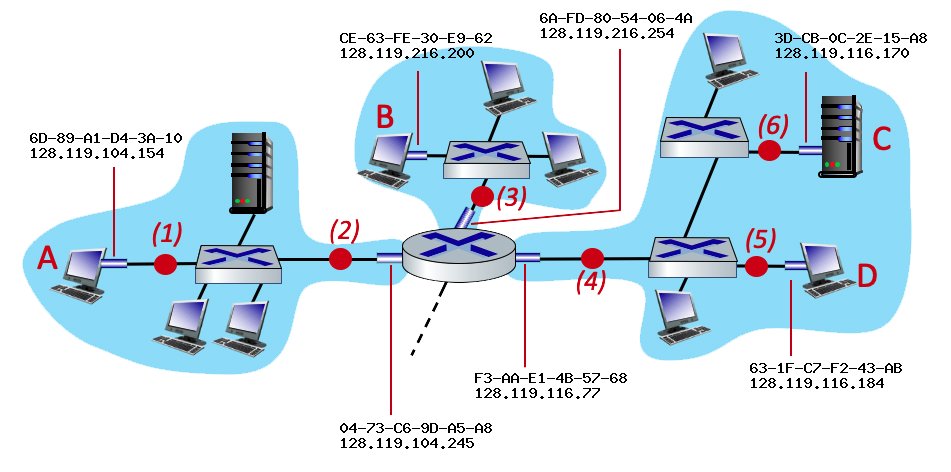 6A-FD-80-54-06-4A
128.119.216.254
CE-63-FE-30-E9-62
128.119.216.200
3D-CB-0C-2E-15-A8
128.119.116.170
B
(6)
C
6D-89-A1-D4-3A-10
128.119.104.154
(3)
A
(1)
(2)
(4)
(5)
D
F3-AA-E1-4B-57-68
128.119.116.77
63-1F-C7-F2-43-AB
128.119.116.184
04-73-C6-9D-A5-A8
128.119.104.245